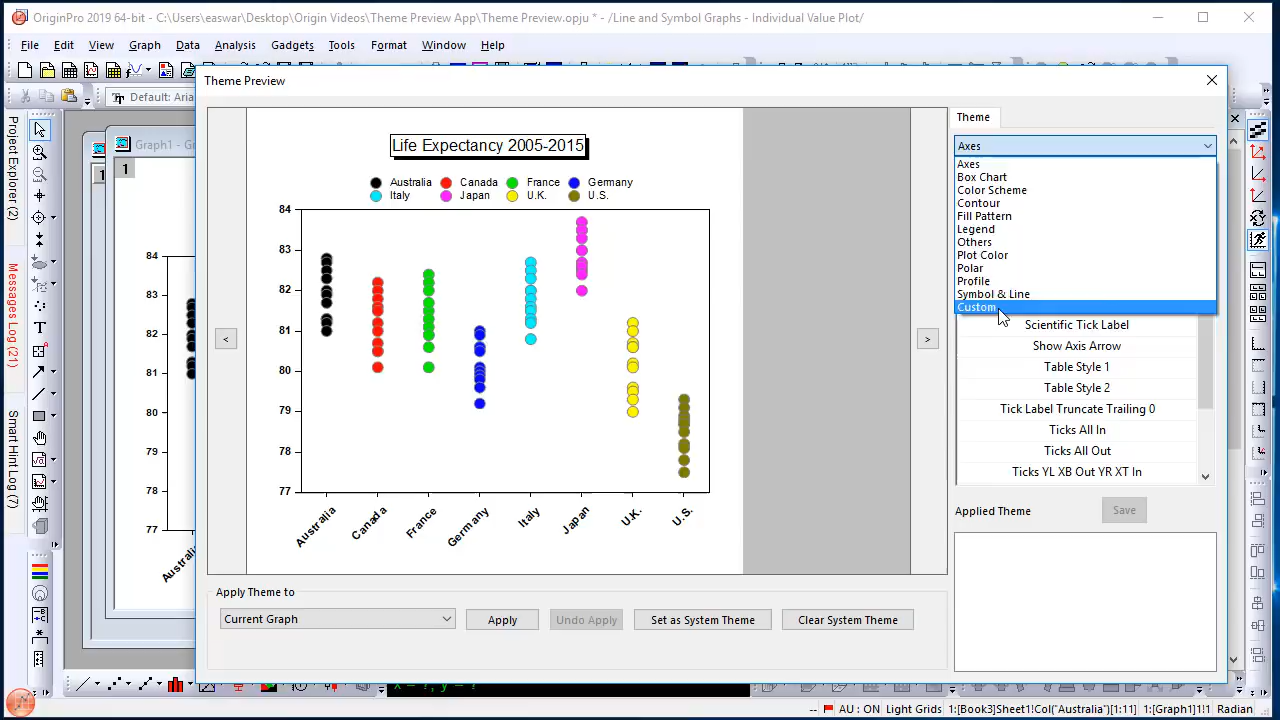 OriginPro 2019 64-bit - C:\Users\easwar\Desktop\Origin Videos\Theme Preview App\Theme Preview.opju * - /Line and Symbol Graphs - Individual Value Plot/
File Edit View Graph Data Analysis Gadgets Tools Format Window Help
Default: Aria
Theme Preview
Project Explorer (2)
Messages Log (21)
Smart Hint Log (7)
Graph1 - G
1
1
84
83
82
81
80
79
78
77
Life Expectancy 2005-2015
Australia Canada France Germany
Italy Japan U.K. U.S.
84
83
82
81
80
79
78
77
Australia Canada France Germany Italy Japan U.K. U.S.
<
>
Theme
Axes
Axes
Box Chart
Color Scheme
Contour
Fill Pattern
Legend
Others
Plot Color
Polar
Profile
Symbol & Line
Custom
Scientific Tick Label
Show Axis Arrow
Table Style 1
Table Style 2
Tick Label Truncate Trailing 0
Ticks All In
Ticks All Out
Ticks YL XB Out YR XT In
Applied Theme Save
Apply Theme to
Current Graph Apply Undo Apply Set as System Theme Clear System Theme
x = ?, y = ?
-- AU : ON Light Grids 1:[Book3]Sheet1!Col("Australia")[1:11] 1:[Graph1]1!1 Radian